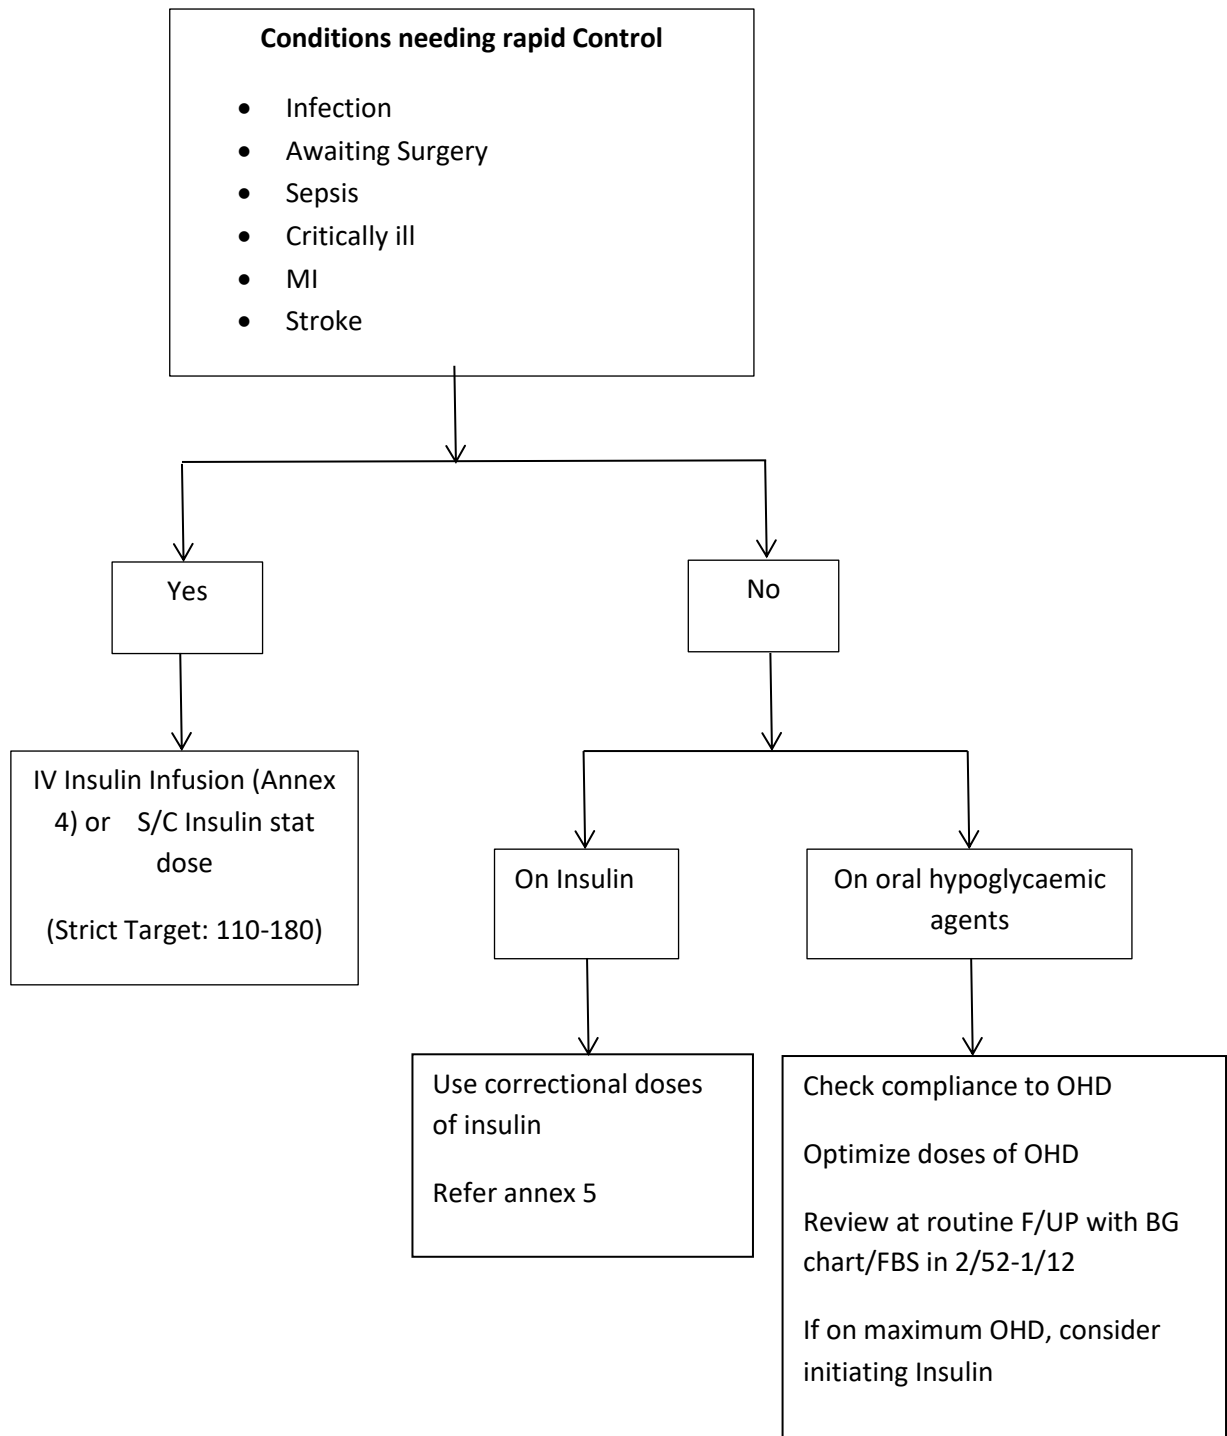 Conditions needing rapid Control
• Infection
• Awaiting Surgery
• Sepsis
• Critically ill
• MI
• Stroke
Yes
No
IV Insulin Infusion (Annex
4) or S/C Insulin stat
dose
(Strict Target: 110-180)
On Insulin
On oral hypoglycaemic
agents
Use correctional doses
of insulin
Refer annex 5
Check compliance to OHD
Optimize doses of OHD
Review at routine F/UP with BG
chart/FBS in 2/52-1/12
If on maximum OHD, consider
initiating Insulin